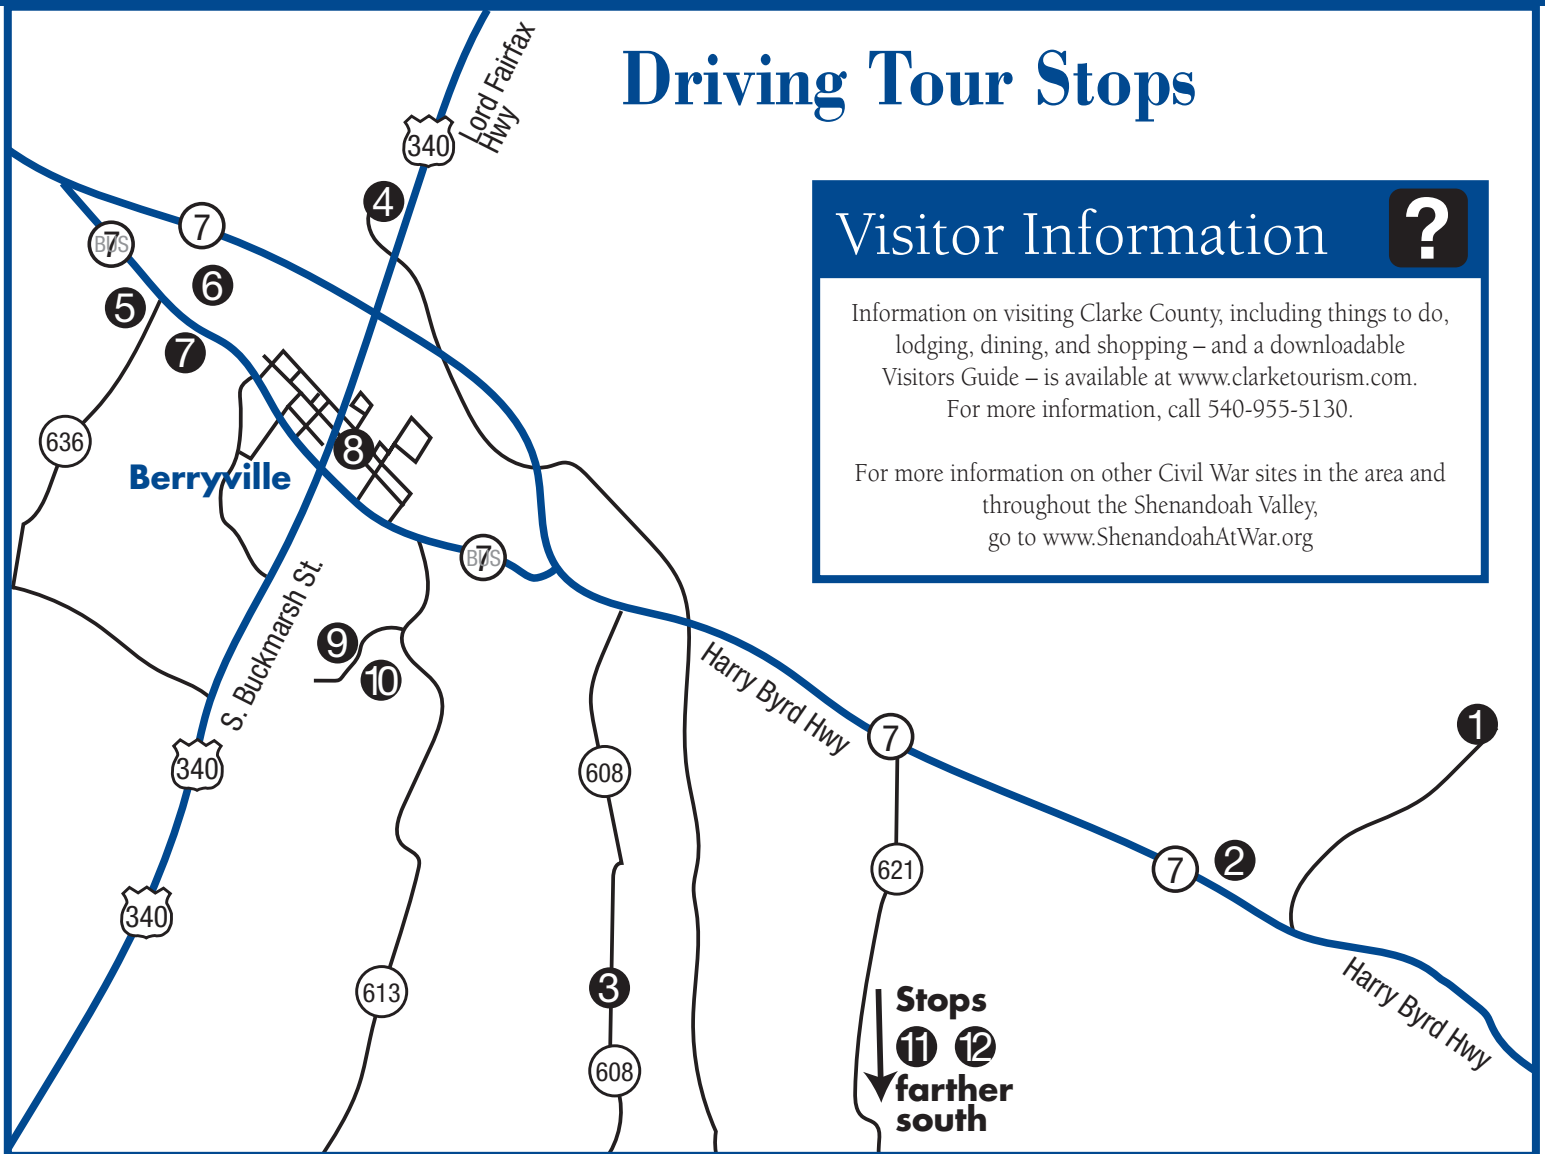 Driving Tour Stops
Lord Fairfax
Hwy
340
4
7
BUS
7
6
5
7
Visitor Information ?
Information on visiting Clarke County, including things to do,
lodging, dining, and shopping – and a downloadable
Visitors Guide – is available at www.clarketourism.com.
For more information, call 540-955-5130.
For more information on other Civil War sites in the area and
throughout the Shenandoah Valley,
go to www.ShenandoahAtWar.org
636
8
Berryville
BUS
7
S. Buckmarsh St.
9
10
Harry Byrd Hwy
7
1
340
608
621
7
2
340
613
3
608
Stops
11 12
farther
south
Harry Byrd Hwy